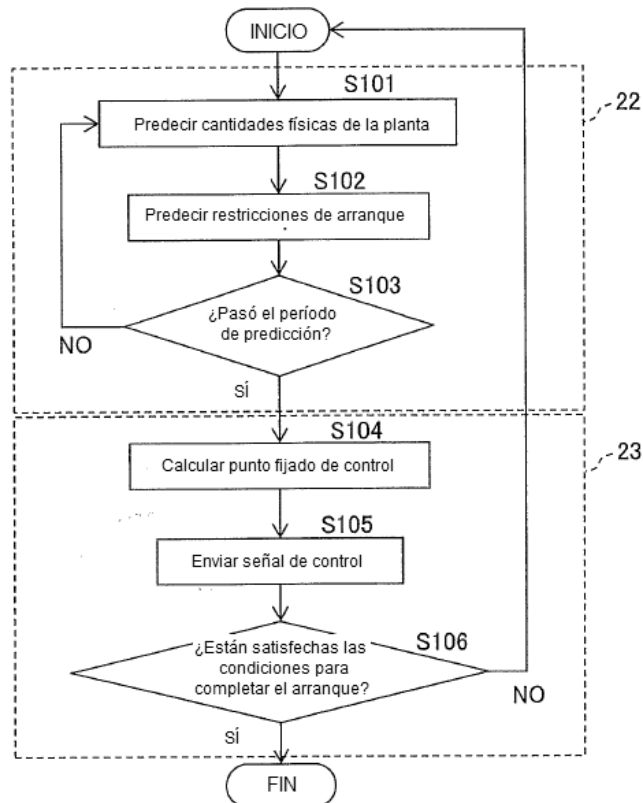 INICIO
S101
Predecir cantidades físicas de la planta
22
S102
Predecir restricciones de arranque
S103
¿Pasó el período
de predicción?
NO
SÍ
S104
Calcular punto fijado de control
23
S105
Enviar señal de control
S106
¿Están satisfechas las
condiciones para
completar el arranque?
NO
SÍ
FIN